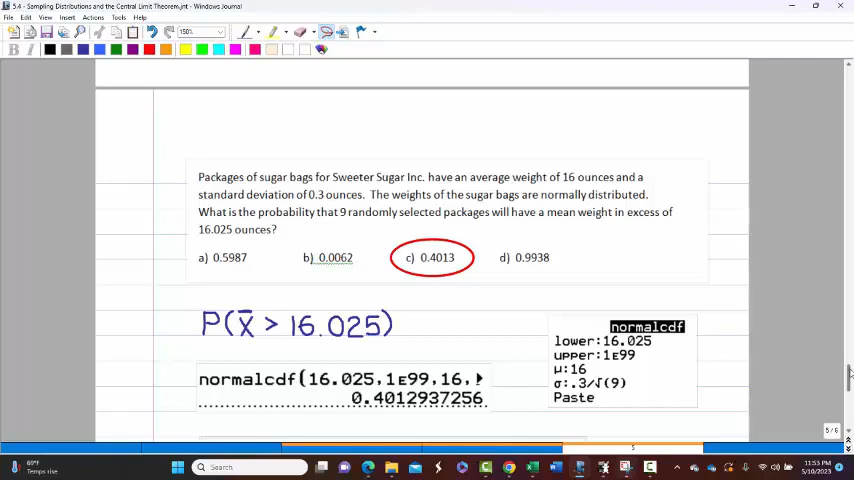 5.4 - Sampling Distributions and the Central Limit Theorem.jnt - Windows Journal
File Edit View Insert Actions Tools Help
150%
B I
Packages of sugar bags for Sweeter Sugar Inc. have an average weight of 16 ounces and a
standard deviation of 0.3 ounces. The weights of the sugar bags are normally distributed.
What is the probability that 9 randomly selected packages will have a mean weight in excess of
16.025 ounces?
a) 0.5987 b) 0.0062 c) 0.4013 d) 0.9938
P(x̄ > 16.025)
normalcdf
lower:16.025
upper:1E99
μ:16
σ:.3/√(9)
Paste
normalcdf(16.025,1E99,16,
0.4012937256
5/6
5
60°F
Temps rise
Search
11:53 PM
5/10/2023